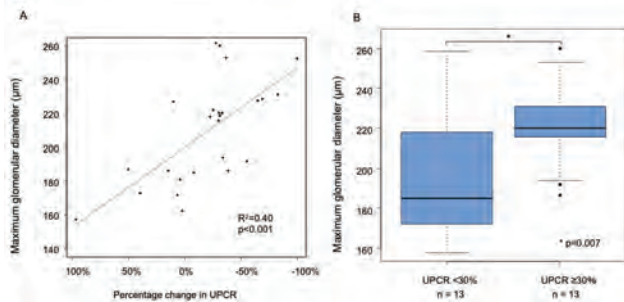 A
Maximum glomerular diameter (μm)
260
240
220
200
180
160
140
100%
50%
0%
-50%
-100%
R²=0.40
p<0.001
Percentage change in UPCR
B
Maximum glomerular diameter (μm)
260
240
220
200
180
160
*
p=0.007
UPCR <30%
n = 13
UPCR ≥30%
n = 13